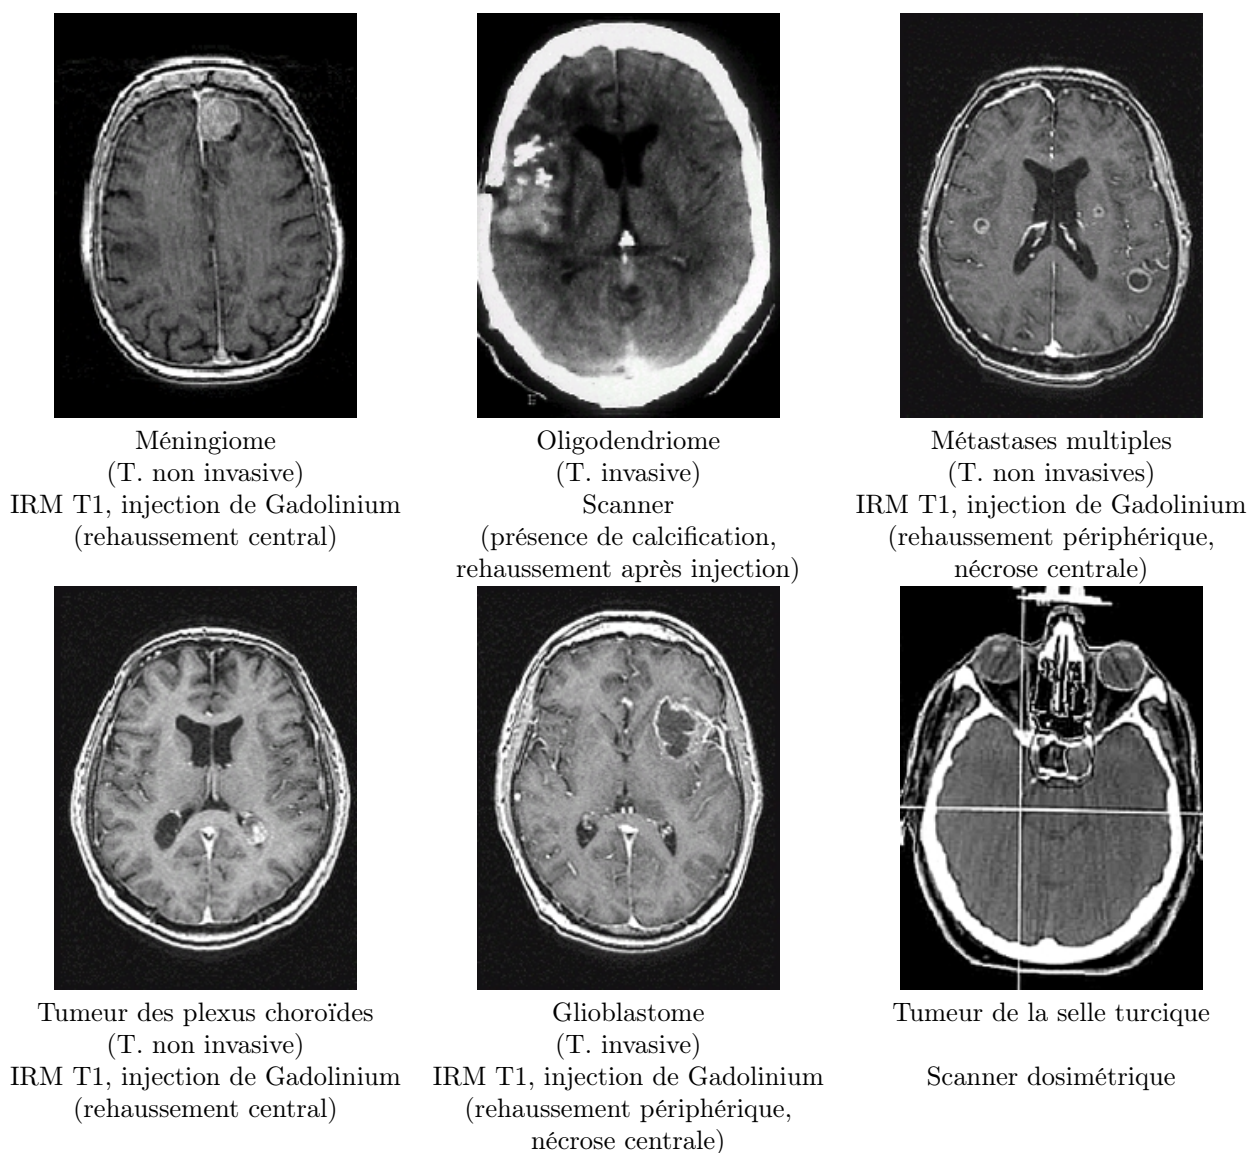 Méningiome
(T. non invasive)
IRM T1, injection de Gadolinium
(rehaussement central)
Oligodendriome
(T. invasive)
Scanner
(présence de calcification,
rehaussement après injection)
Métastases multiples
(T. non invasives)
IRM T1, injection de Gadolinium
(rehaussement périphérique,
nécrose centrale)
Tumeur des plexus choroïdes
(T. non invasive)
IRM T1, injection de Gadolinium
(rehaussement central)
Glioblastome
(T. invasive)
IRM T1, injection de Gadolinium
(rehaussement périphérique,
nécrose centrale)
Tumeur de la selle turcique
Scanner dosimétrique